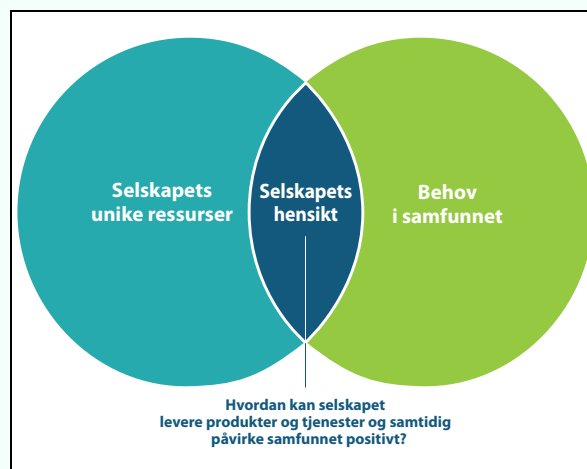 Selskapets
unike ressurser
Selskapets
hensikt
Behov
i samfunnet
Hvordan kan selskapet
levere produkter og tjenester og samtidig
påvirke samfunnet positivt?